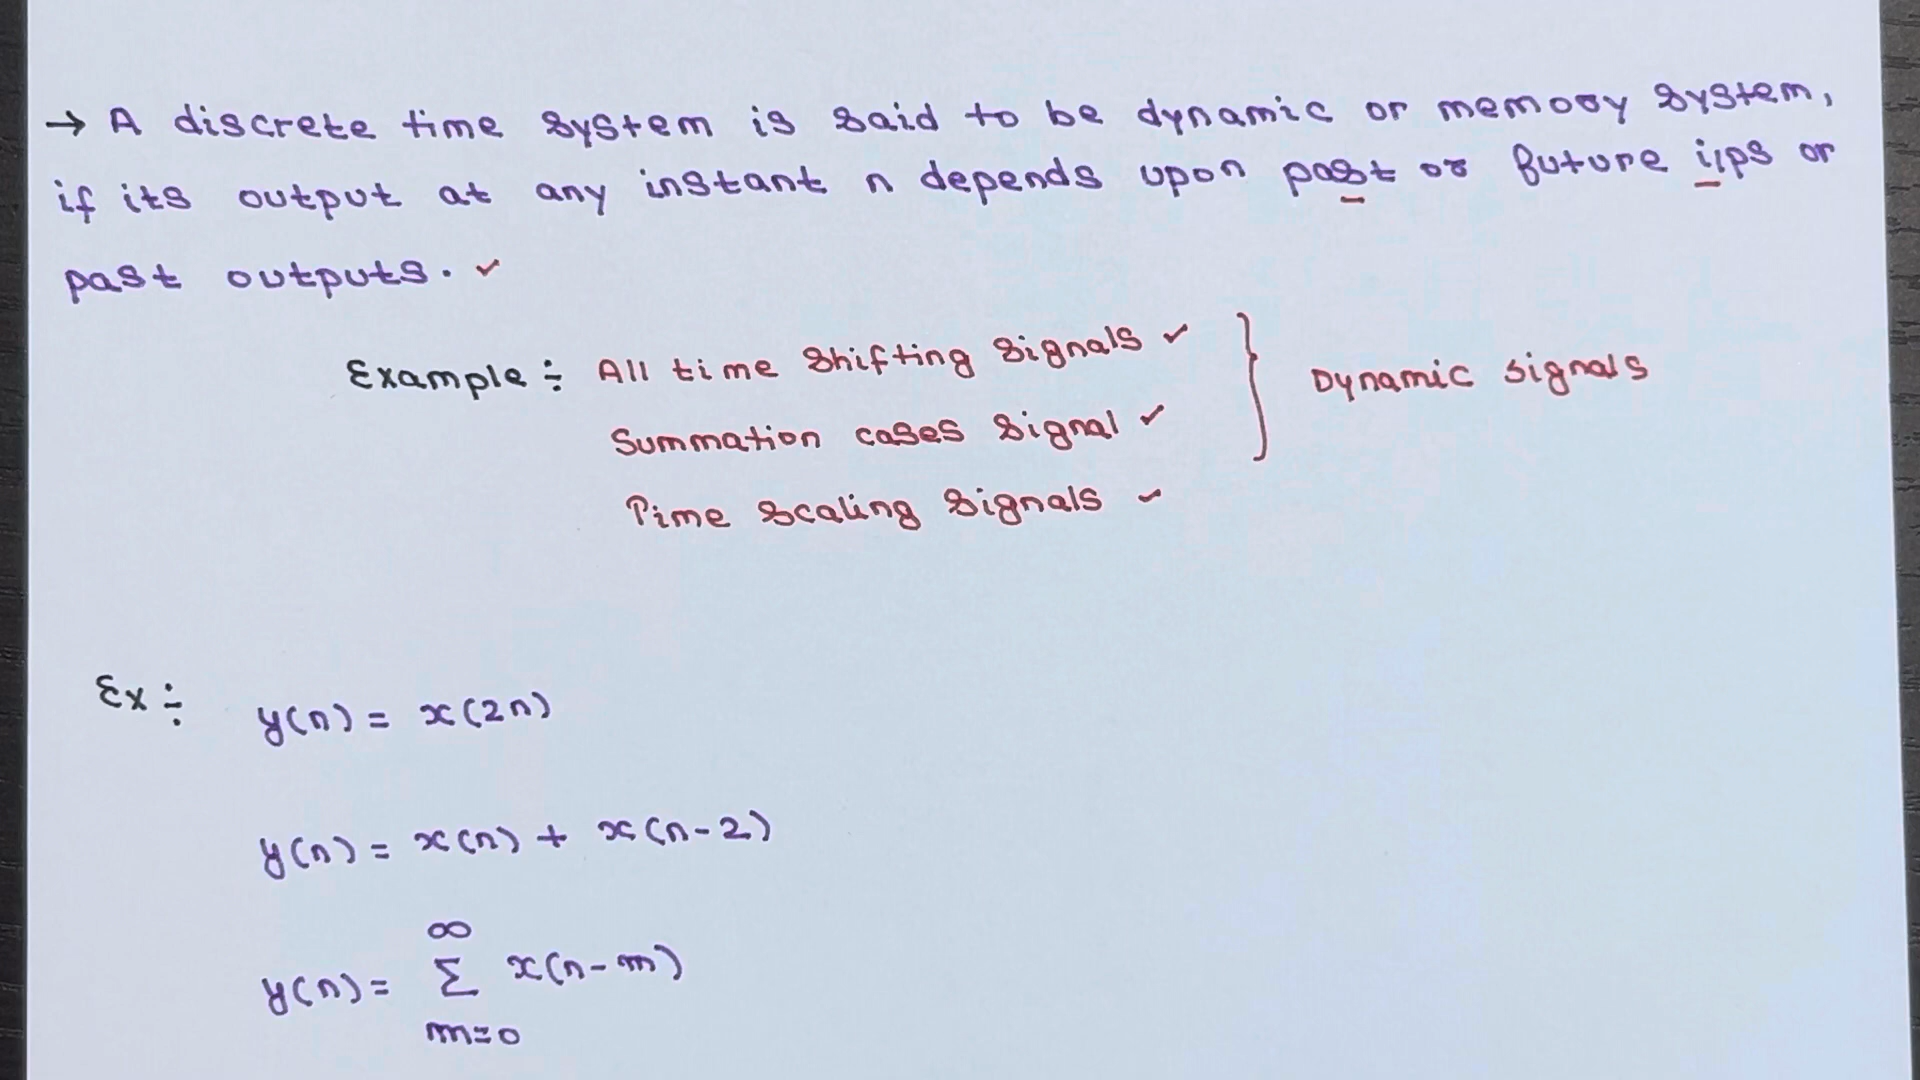 → A discrete time system is said to be dynamic or memory system,
if its output at any instant n depends upon past or future i/ps or
past outputs. ✓
Example ÷ All time shifting signals ✓ } Dynamic signals
Summation cases signal ✓
Time scaling signals ✓
Ex ÷ y(n) = x(2n)
y(n) = x(n) + x(n-2)
∞
y(n) = Σ x(n-m)
m=0